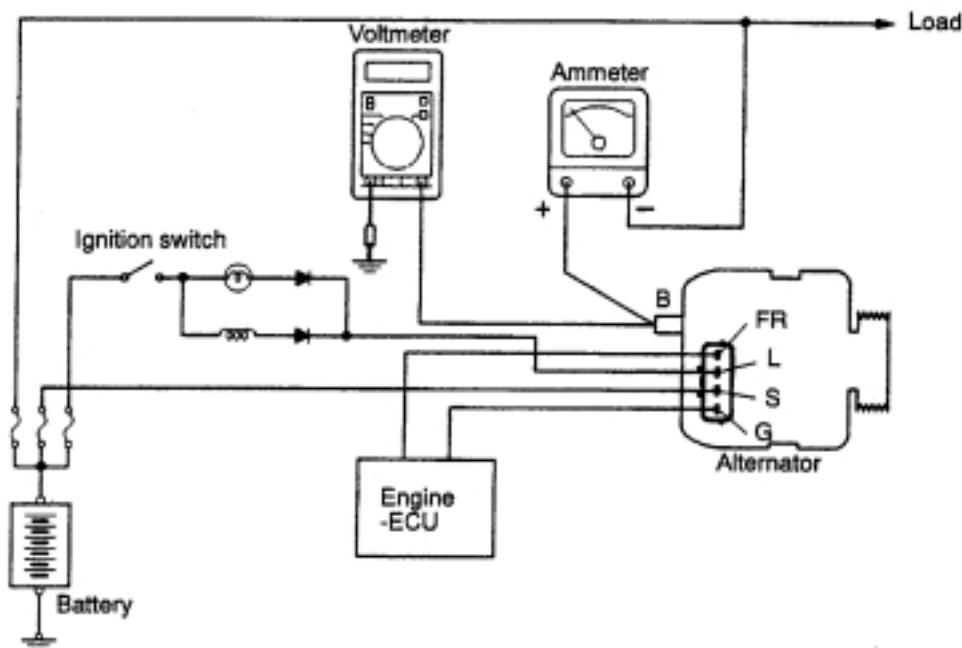 Load
Voltmeter
Ammeter
+
−
Ignition switch
B
FR
L
S
G
Alternator
Engine
-ECU
Battery